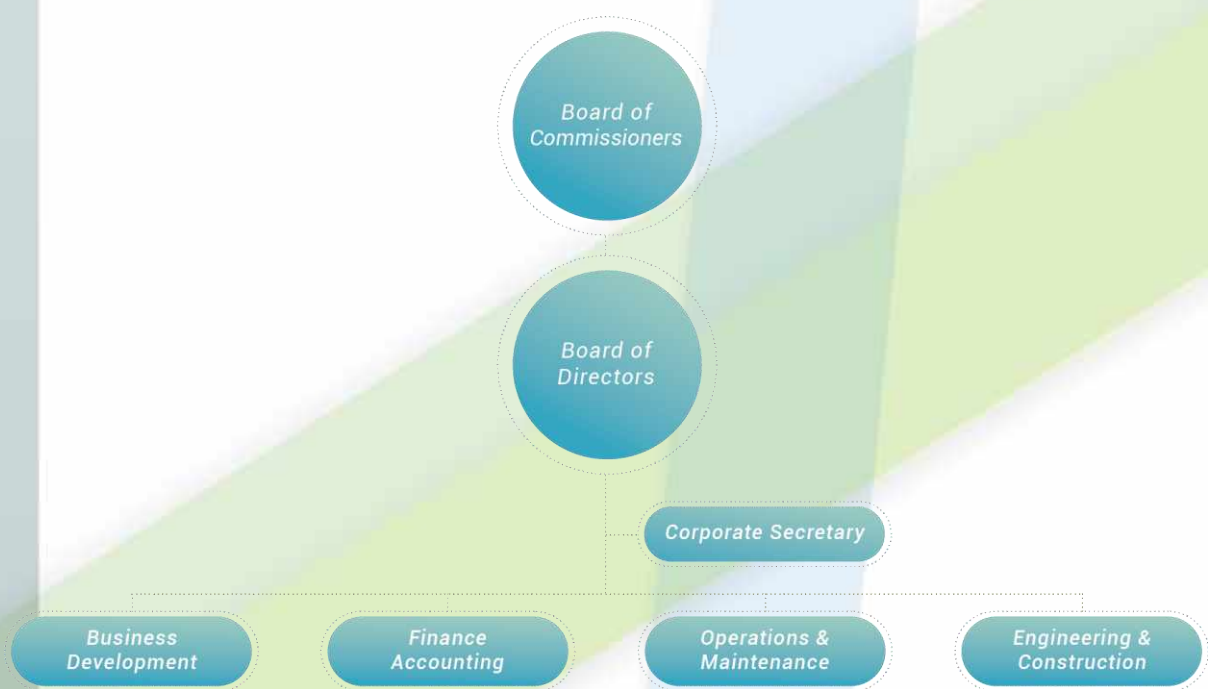 Board of
Commissioners
Board of
Directors
Corporate Secretary
Business
Development
Finance
Accounting
Operations &
Maintenance
Engineering &
Construction